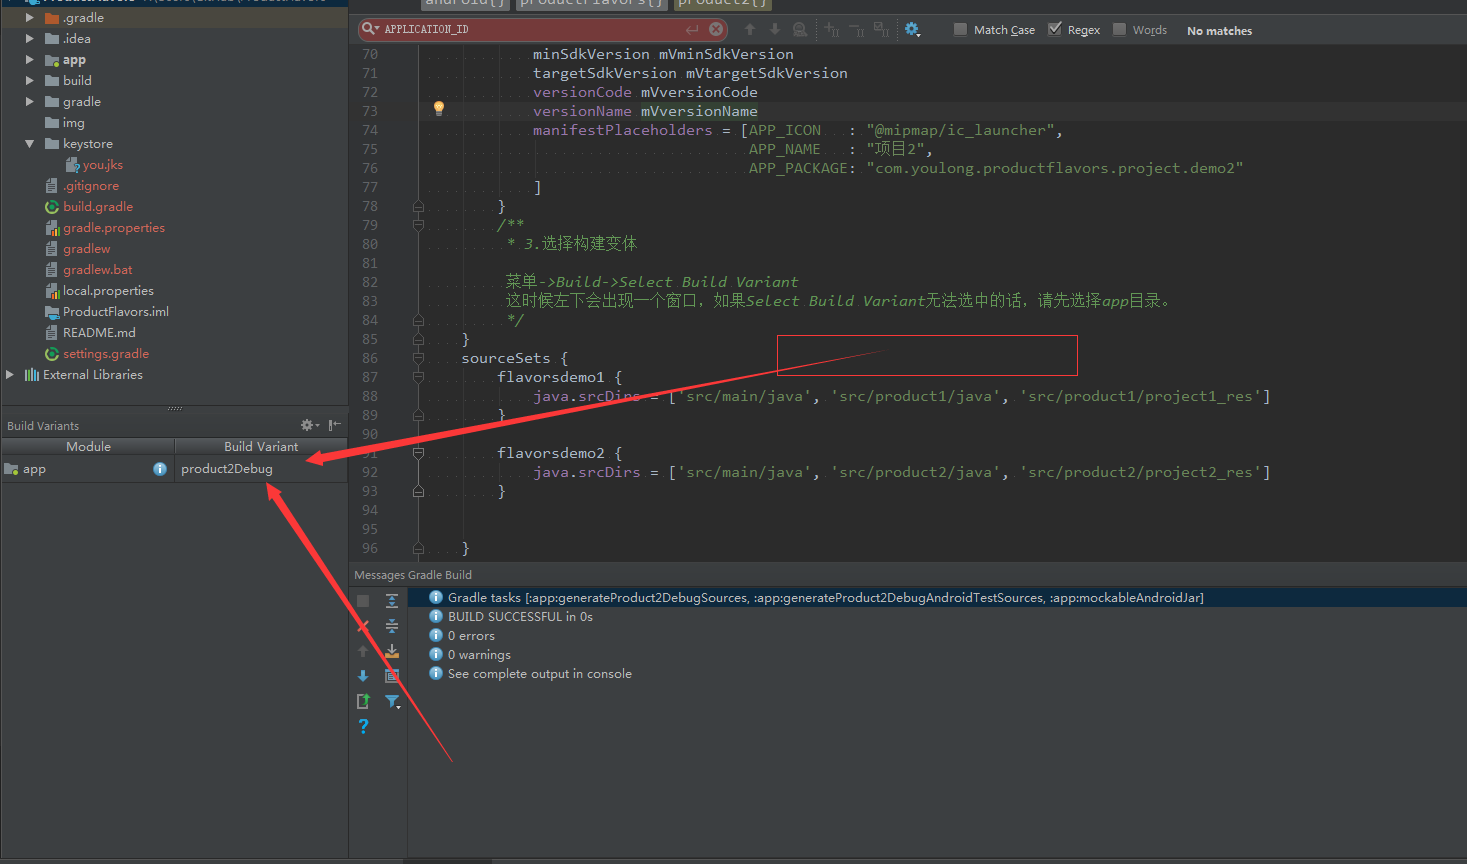 android{} productFlavors{} product2{}
.gradle
.idea
app
build
gradle
img
keystore
you.jks
.gitignore
build.gradle
gradle.properties
gradlew
gradlew.bat
local.properties
ProductFlavors.iml
README.md
settings.gradle
External Libraries
Build Variants
Module Build Variant
app product2Debug
APPLICATION_ID Match Case Regex Words No matches
70 minSdkVersion mVminSdkVersion
71 targetSdkVersion mVtargetSdkVersion
72 versionCode mVversionCode
73 versionName mVversionName
74 manifestPlaceholders = [APP_ICON : "@mipmap/ic_launcher",
75 APP_NAME : "项目2",
76 APP_PACKAGE: "com.youlong.productflavors.project.demo2"
77 ]
78 }
79 /**
80 * 3.选择构建变体
81
82 菜单->Build->Select Build Variant
83 这时候左下会出现一个窗口，如果Select Build Variant无法选中的话，请先选择app目录。
84 */
85 }
86 sourceSets {
87 flavorsdemo1 {
88 java.srcDirs = ['src/main/java', 'src/product1/java', 'src/product1/project1_res']
89 }
90
91 flavorsdemo2 {
92 java.srcDirs = ['src/main/java', 'src/product2/java', 'src/product2/project2_res']
93 }
94
95
96 }
Messages Gradle Build
Gradle tasks [:app:generateProduct2DebugSources, :app:generateProduct2DebugAndroidTestSources, :app:mockableAndroidJar]
BUILD SUCCESSFUL in 0s
0 errors
0 warnings
See complete output in console